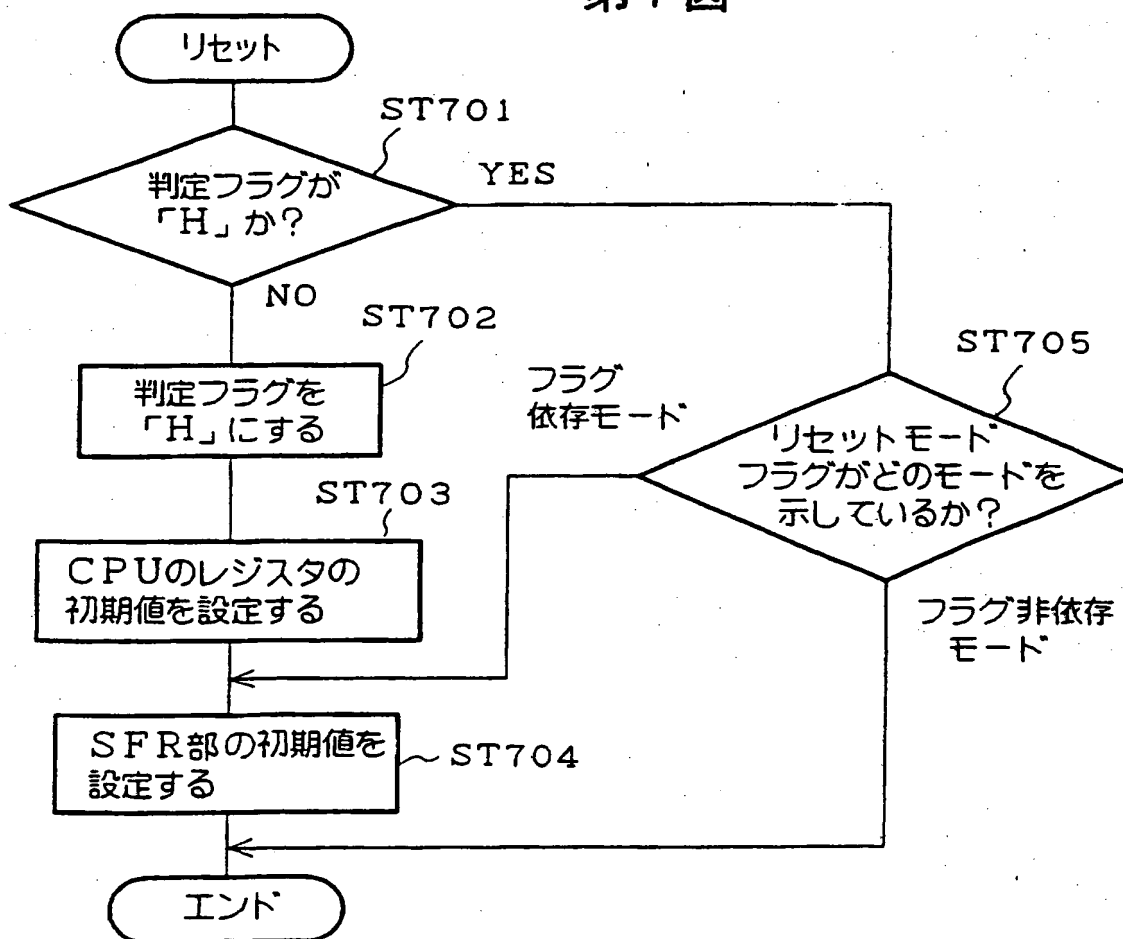 第7図
リセット
ST701
判定フラグが
「H」か?
YES
NO
ST702
判定フラグを
「H」にする
ST703
CPUのレジスタの
初期値を設定する
SFR部の初期値を
設定する
ST704
エンド
ST705
フラグ
依存モード
リセットモード
フラグがどのモードを
示しているか?
フラグ非依存
モード